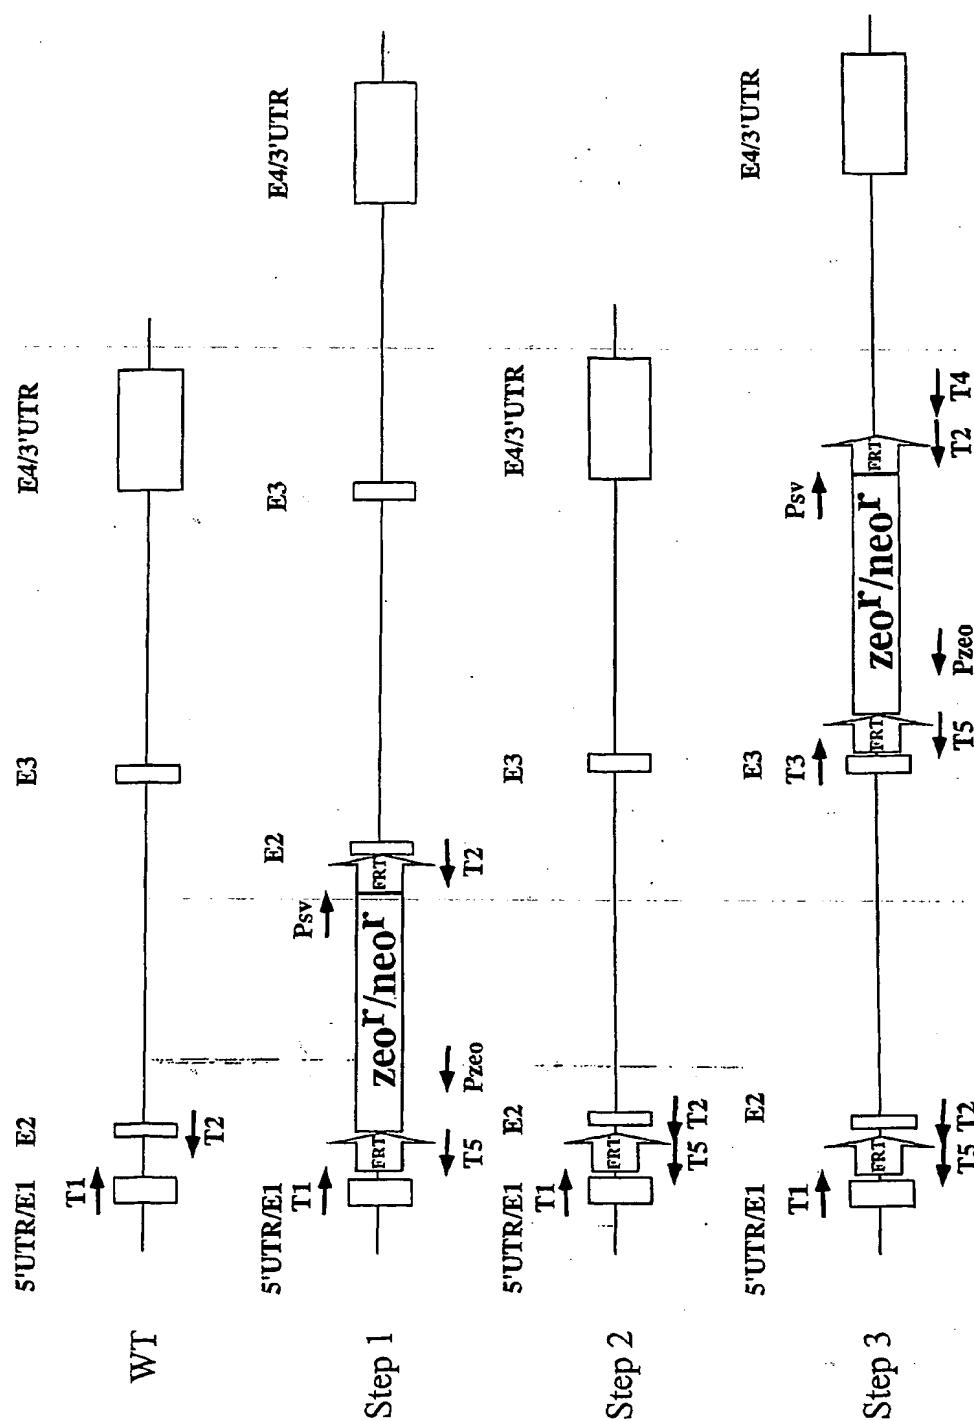 WT
5'UTR/E1
E2
E3
E4/3'UTR
T1
T2
Step 1
5'UTR/E1
E2
E3
E4/3'UTR
T1
Psv
FRT
zeoʳ/neoʳ
FRT
T5
Pzeo
T2
Step 2
5'UTR/E1
E2
E3
E4/3'UTR
T1
FRT
T5
T2
Step 3
5'UTR/E1
E2
E3
E4/3'UTR
T1
T3
Psv
FRT
FRT
zeoʳ/neoʳ
FRT
T5
T2
T5
Pzeo
T2
T4